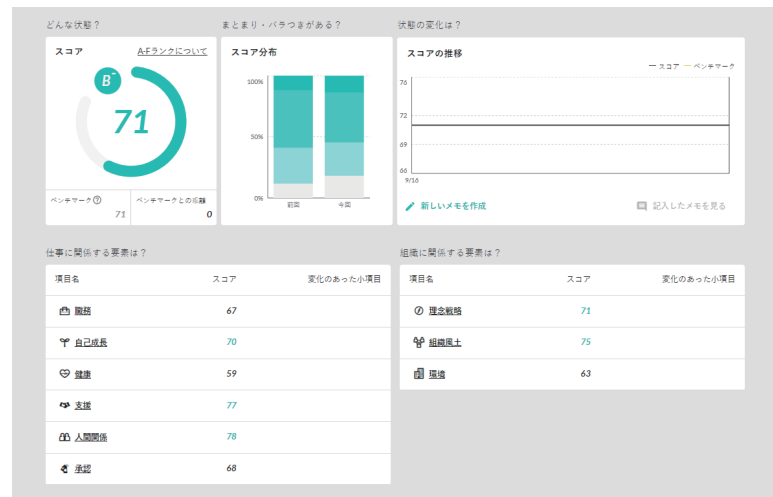 どんな状態？
まとまり・バラつきがある？
状態の変化は？
スコア
A-Fランクについて
B-
71
ベンチマーク?
71
ベンチマークとの乖離
0
スコア分布
100%
50%
0%
前回
今回
スコアの推移
スコア ベンチマーク
76
72
69
66
9/16
新しいメモを作成
記入したメモを見る
仕事に関係する要素は？
項目名 スコア 変化のあった小項目
職務 67
自己成長 70
健康 59
支援 77
人間関係 78
承認 68
組織に関係する要素は？
項目名 スコア 変化のあった小項目
理念戦略 71
組織風土 75
環境 63